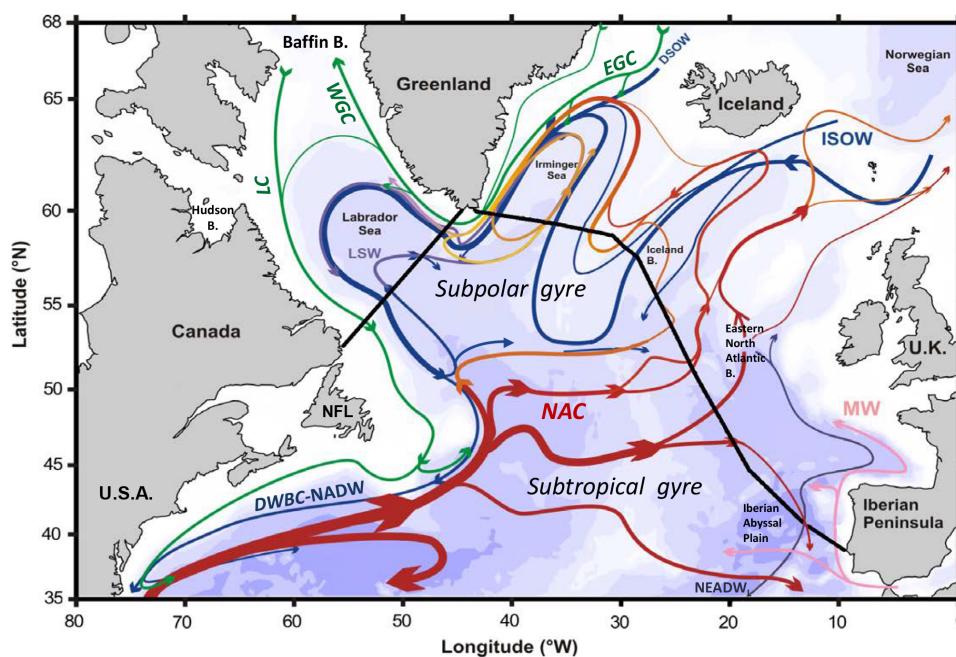 68
65
60
55
50
45
40
35
Latitude (°N)
Baffin B.
Greenland
EGC
DSOW
Norwegian
Sea
WGC
Iceland
ISOW
LC
Irminger
Sea
Hudson
B.
Labrador
Sea
LSW
Iceland
B.
Subpolar gyre
Canada
Eastern
North
Atlantic
B.
U.K.
NFL
NAC
MW
U.S.A.
DWBC-NADW
Subtropical gyre
Iberian
Abyssal
Plain
Iberian
Peninsula
NEADWL
80
70
60
50
40
30
20
10
0
Longitude (°W)